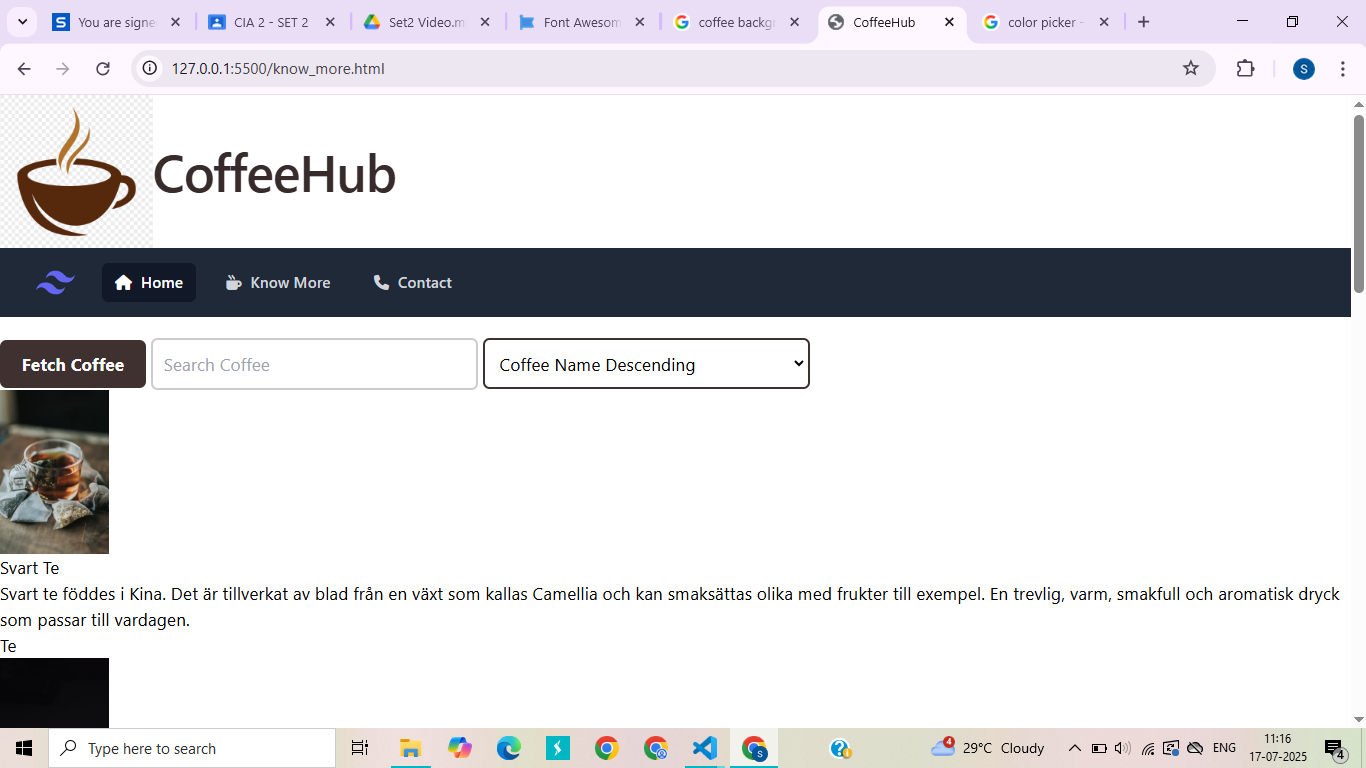 You are signe
CIA 2 - SET 2
Set2 Video.m
Font Awesom
coffee backgr
CoffeeHub
color picker -
127.0.0.1:5500/know_more.html
S
CoffeeHub
Home
Know More
Contact
Fetch Coffee
Search Coffee
Coffee Name Descending
Svart Te
Svart te föddes i Kina. Det är tillverkat av blad från en växt som kallas Camellia och kan smaksättas olika med frukter till exempel. En trevlig, varm, smakfull och aromatisk dryck
som passar till vardagen.
Te
Type here to search
4
29°C Cloudy
ENG
11:16
17-07-2025
4